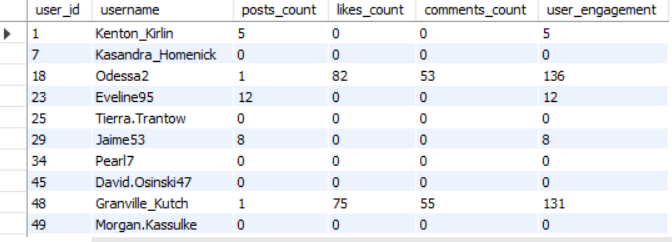 user_id username posts_count likes_count comments_count user_engagement
1 Kenton_Kirlin 5 0 0 5
7 Kasandra_Homenick 0 0 0 0
18 Odessa2 1 82 53 136
23 Eveline95 12 0 0 12
25 Tierra.Trantow 0 0 0 0
29 Jaime53 8 0 0 8
34 Pearl7 0 0 0 0
45 David.Osinski47 0 0 0 0
48 Granville_Kutch 1 75 55 131
49 Morgan.Kassulke 0 0 0 0